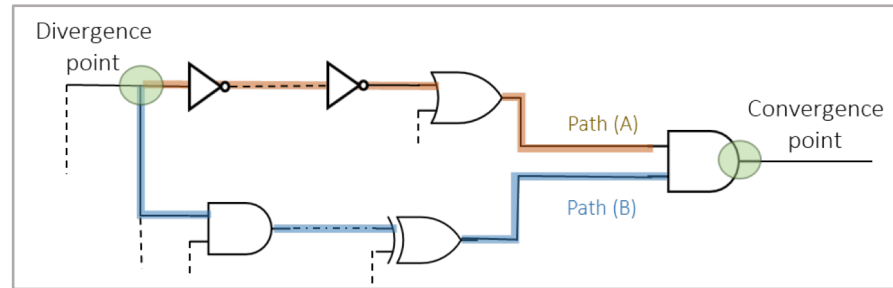 Divergence
point
Path (A)
Convergence
point
Path (B)